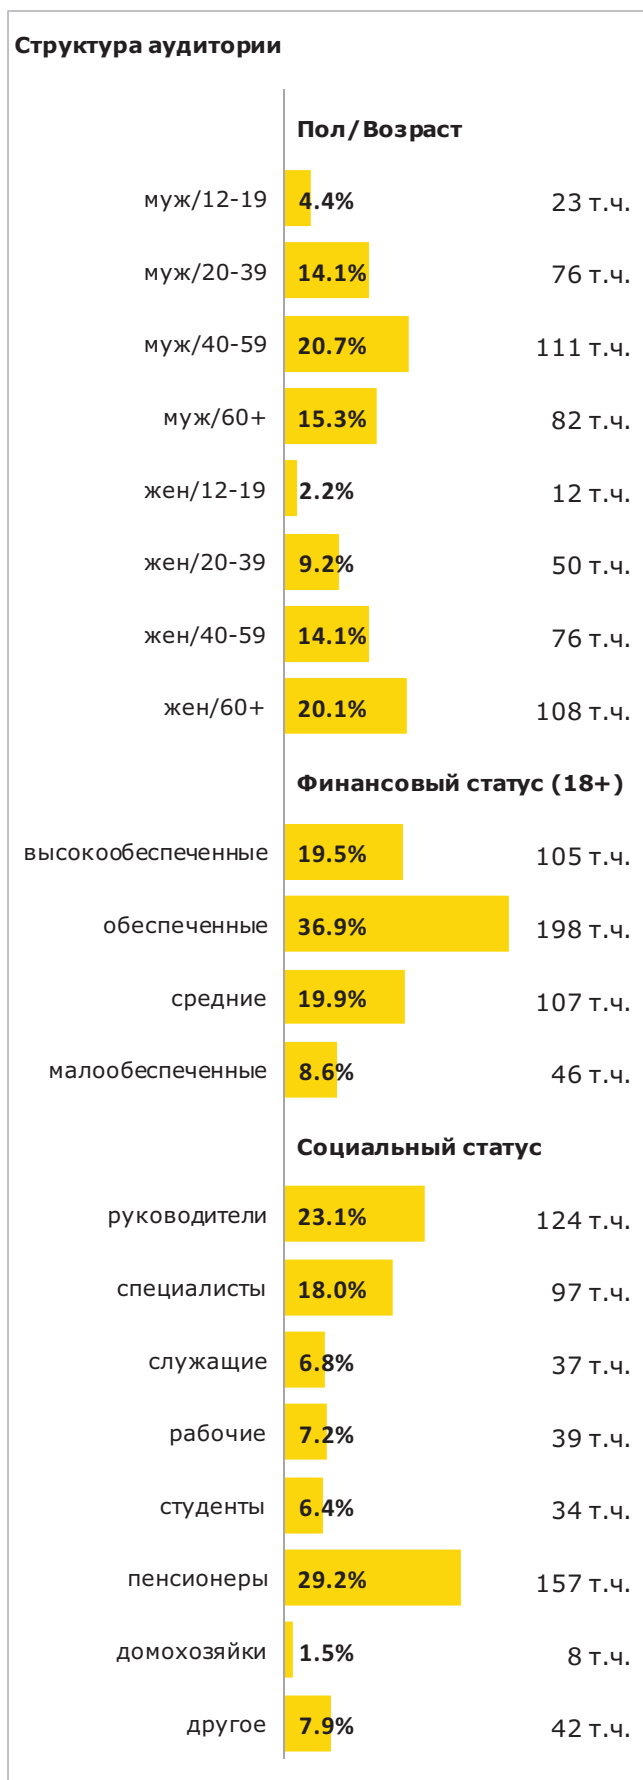 Структура аудитории
Пол/Возраст
муж/12-19 4.4% 23 т.ч.
муж/20-39 14.1% 76 т.ч.
муж/40-59 20.7% 111 т.ч.
муж/60+ 15.3% 82 т.ч.
жен/12-19 2.2% 12 т.ч.
жен/20-39 9.2% 50 т.ч.
жен/40-59 14.1% 76 т.ч.
жен/60+ 20.1% 108 т.ч.
Финансовый статус (18+)
высокообеспеченные 19.5% 105 т.ч.
обеспеченные 36.9% 198 т.ч.
средние 19.9% 107 т.ч.
малообеспеченные 8.6% 46 т.ч.
Социальный статус
руководители 23.1% 124 т.ч.
специалисты 18.0% 97 т.ч.
служащие 6.8% 37 т.ч.
рабочие 7.2% 39 т.ч.
студенты 6.4% 34 т.ч.
пенсионеры 29.2% 157 т.ч.
домохозяйки 1.5% 8 т.ч.
другое 7.9% 42 т.ч.